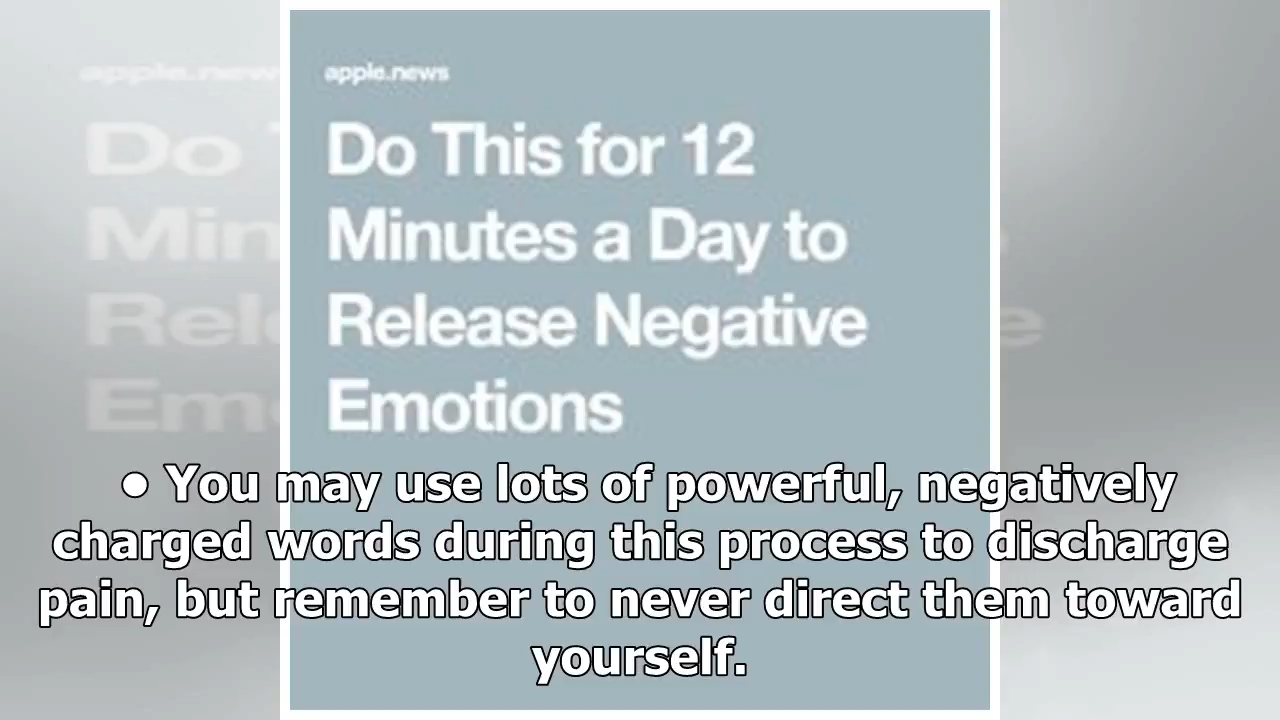 apple.news
Do This for 12
Minutes a Day to
Release Negative
Emotions
• You may use lots of powerful, negatively
charged words during this process to discharge
pain, but remember to never direct them toward
yourself.